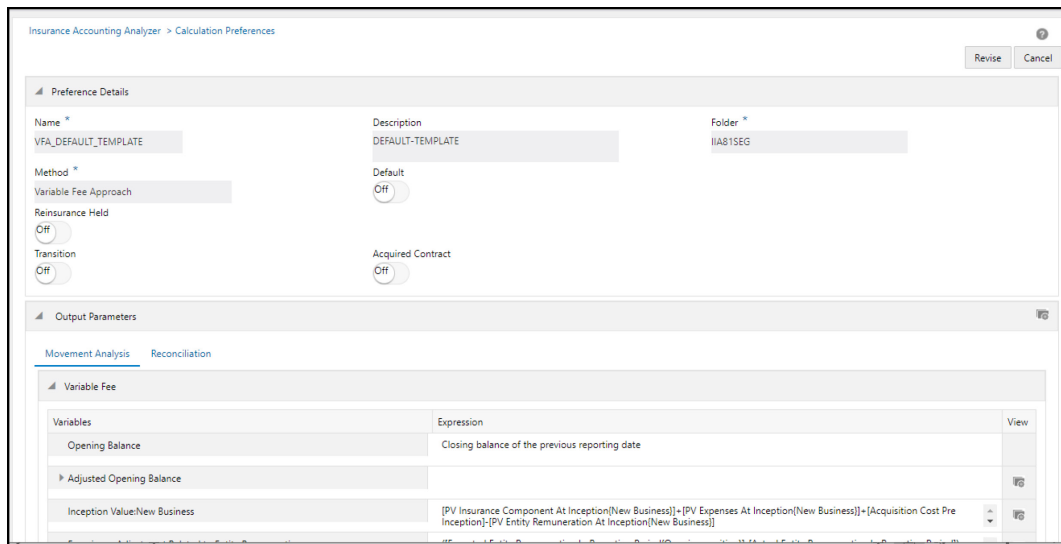 Insurance Accounting Analyzer > Calculation Preferences
Revise Cancel
Preference Details
Name * Description Folder *
VFA_DEFAULT_TEMPLATE DEFAULT-TEMPLATE IIA81SEG
Method * Default
Variable Fee Approach Off
Reinsurance Held
Off
Transition Acquired Contract
Off Off
Output Parameters
Movement Analysis Reconciliation
Variable Fee
Variables Expression View
Opening Balance Closing balance of the previous reporting date
Adjusted Opening Balance
Inception Value:New Business [PV Insurance Component At Inception{New Business}]+[PV Expenses At Inception{New Business}]+[Acquisition Cost Pre
Inception]-[PV Entity Remuneration At Inception{New Business}]